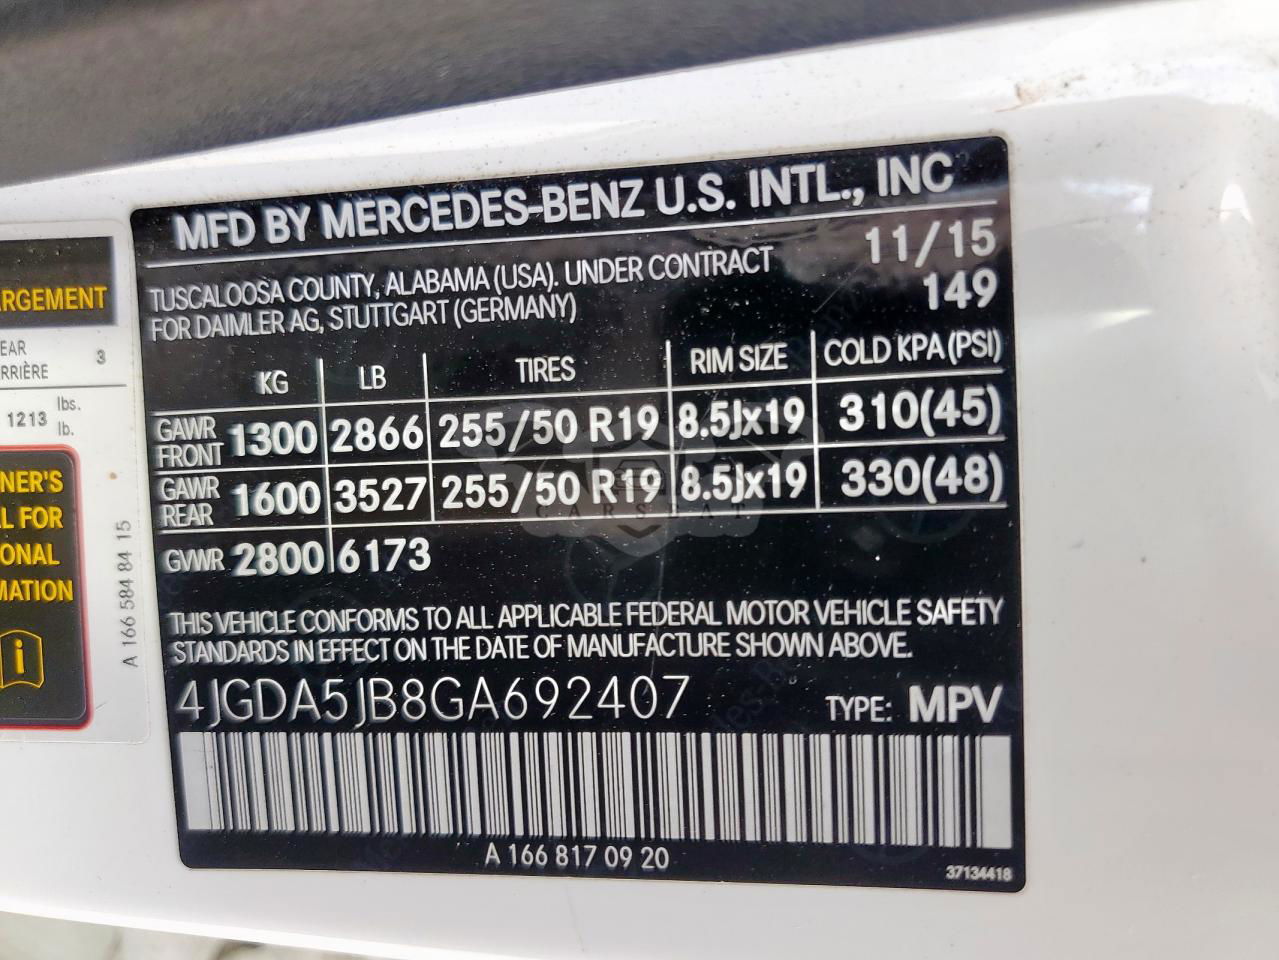 RGEMENT
EAR
RRIÈRE
3
1213 lbs.
lb.
NER'S
L FOR
ONAL
MATION
i
A 166 584 84 15
MFD BY MERCEDES-BENZ U.S. INTL., INC
TUSCALOOSA COUNTY, ALABAMA (USA). UNDER CONTRACT 11/15
FOR DAIMLER AG, STUTTGART (GERMANY) 149
KG LB TIRES RIM SIZE COLD KPA (PSI)
GAWR FRONT 1300 2866 255/50 R19 8.5Jx19 310(45)
GAWR REAR 1600 3527 255/50 R19 8.5Jx19 330(48)
CARSPAT
GVWR 2800 6173
THIS VEHICLE CONFORMS TO ALL APPLICABLE FEDERAL MOTOR VEHICLE SAFETY
STANDARDS IN EFFECT ON THE DATE OF MANUFACTURE SHOWN ABOVE.
4JGDA5JB8GA692407 TYPE: MPV
A 166 817 09 20
37134418